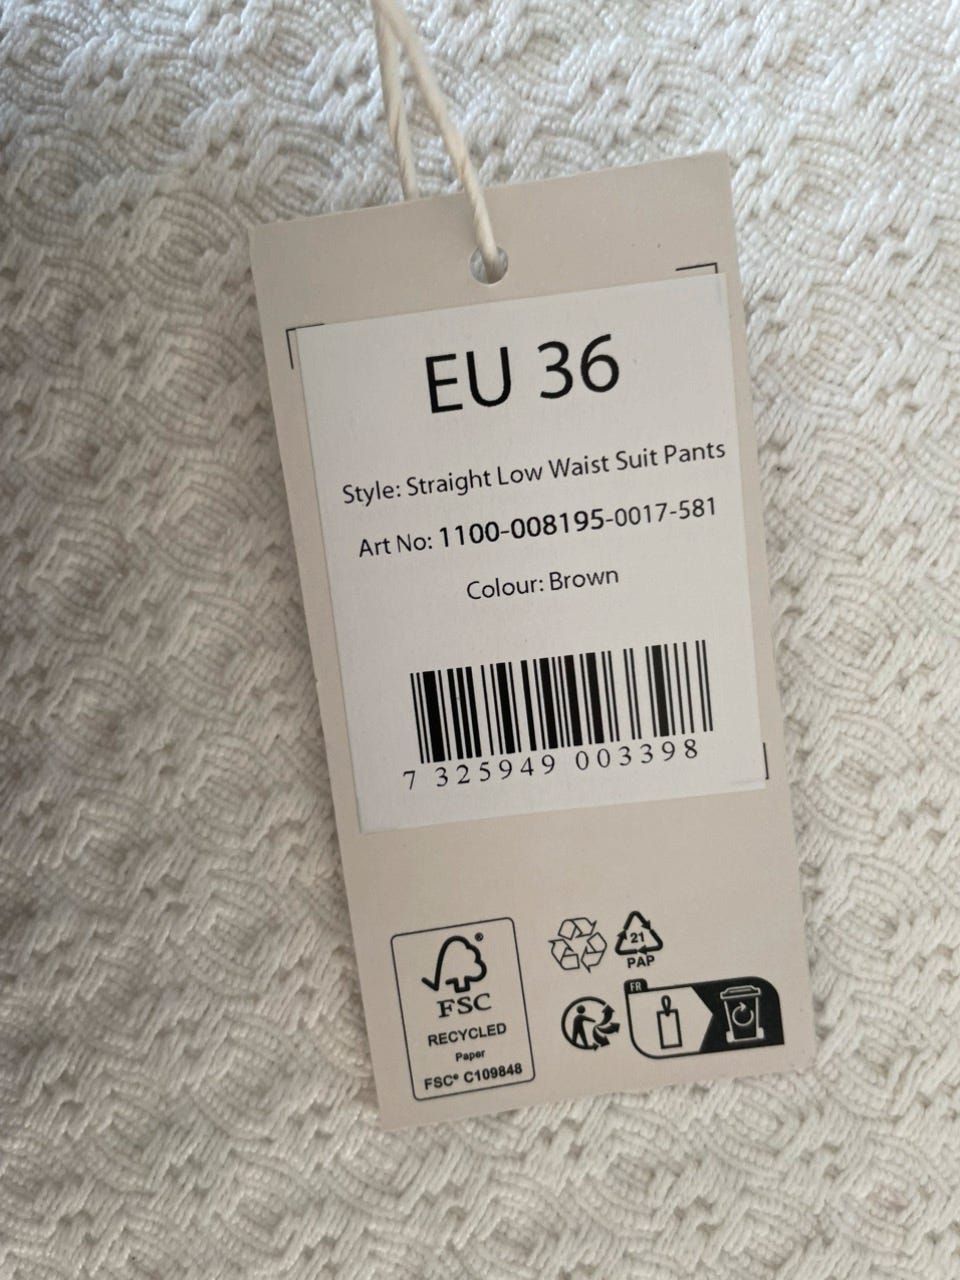 EU 36
Style: Straight Low Waist Suit Pants
Art No: 1100-008195-0017-581
Colour: Brown
7 325949 003398
®
FSC
RECYCLED
Paper
FSC® C109848
21
PAP
FR